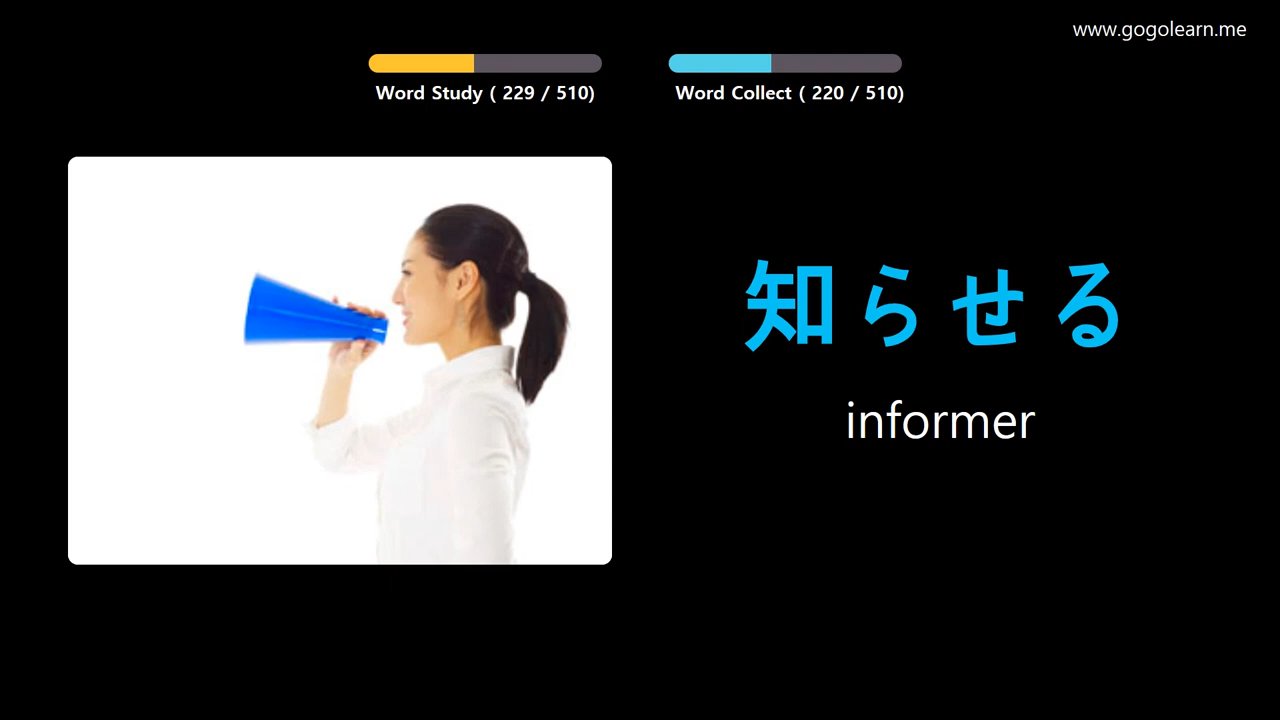 www.gogolearn.me
Word Study ( 229 / 510)
Word Collect ( 220 / 510)
知らせる
informer